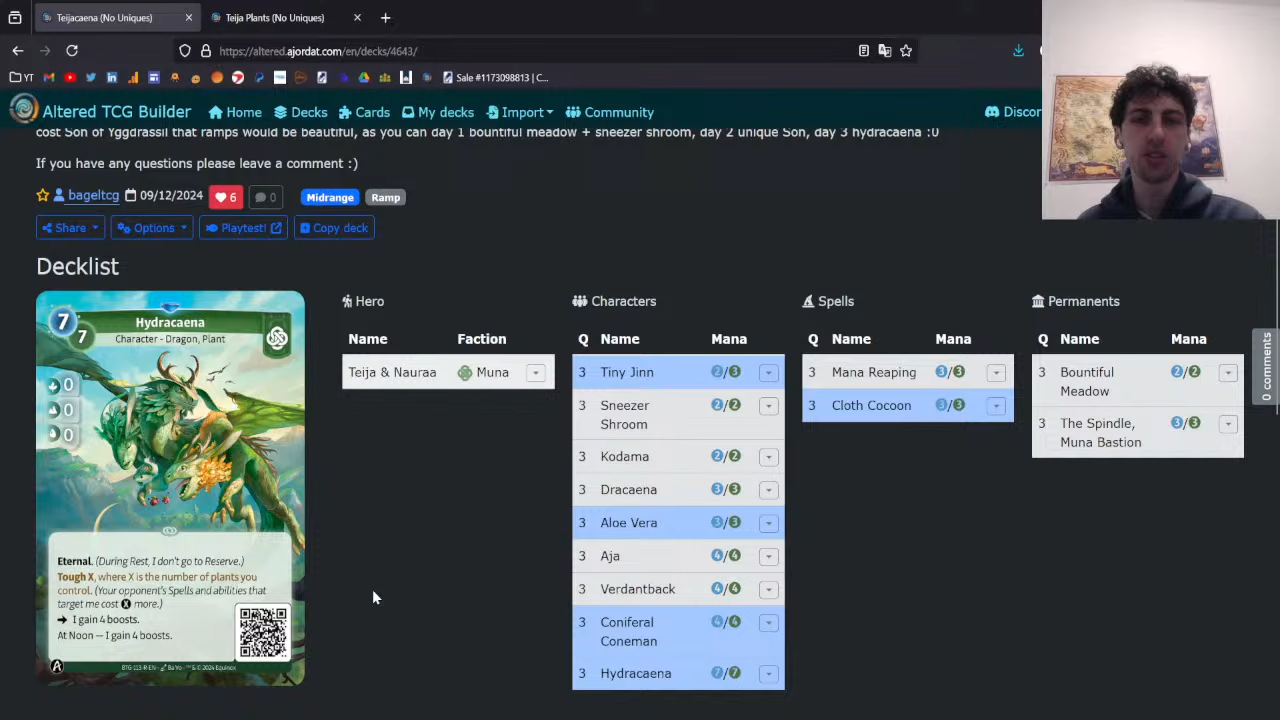 Teijacaena (No Uniques)
Teija Plants (No Uniques)
https://altered.ajordat.com/en/decks/4643/
YT
Sale #1173098813 | C...
Altered TCG Builder
Home
Decks
Cards
My decks
Import
Community
Discor
cost Son of Yggdrassil that ramps would be beautiful, as you can day 1 bountiful meadow + sneezer shroom, day 2 unique Son, day 3 hydracaena :0
If you have any questions please leave a comment :)
bageltcg
09/12/2024
6
0
Midrange
Ramp
Share
Options
Playtest!
Copy deck
Decklist
7
7
Hydracaena
Character - Dragon, Plant
0
0
0
Eternal. (During Rest, I don't go to Reserve.)
Tough X, where X is the number of plants you
control. (Your opponent's Spells and abilities that
target me cost X more.)
I gain 4 boosts.
At Noon — I gain 4 boosts.
Hero
Name Faction
Teija & Nauraa Muna
Characters
Q Name Mana
3 Tiny Jinn 2/3
3 Sneezer 2/2
Shroom
3 Kodama 2/2
3 Dracaena 3/3
3 Aloe Vera 3/3
3 Aja 4/4
3 Verdantback 4/4
3 Coniferal 4/4
Coneman
3 Hydracaena 7/7
Spells
Q Name Mana
3 Mana Reaping 3/3
3 Cloth Cocoon 3/3
Permanents
Q Name Mana
3 Bountiful 2/2
Meadow
3 The Spindle, 3/3
Muna Bastion
0 comments